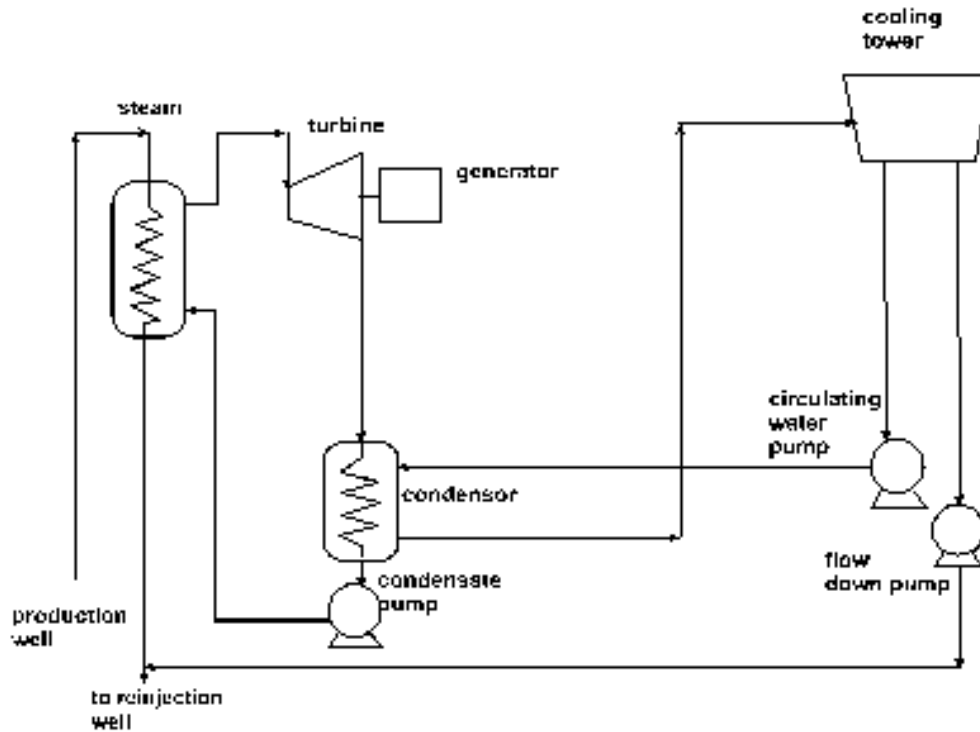 cooling
tower
steam
turbine
generator
circulating
water
pump
condensor
flow
down pump
condensate
pump
production
well
to reinjection
well